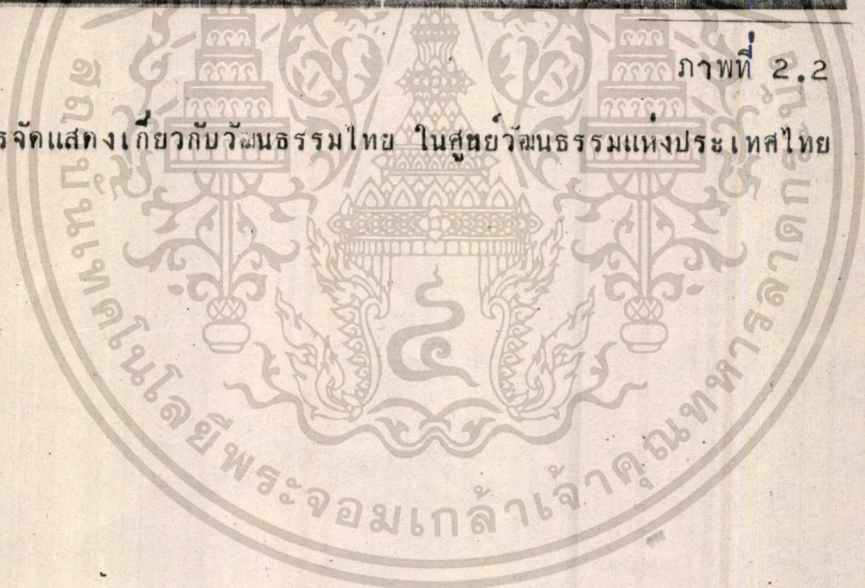 ภาพที่ 2.2
รจัดแสดงเกี่ยวกับวัฒนธรรมไทย ในศูนย์วัฒนธรรมแห่งประเทศไทย
สถาบันเทคโนโลยีพระจอมเกล้าเจ้าคุณทหารลาดกระบัง